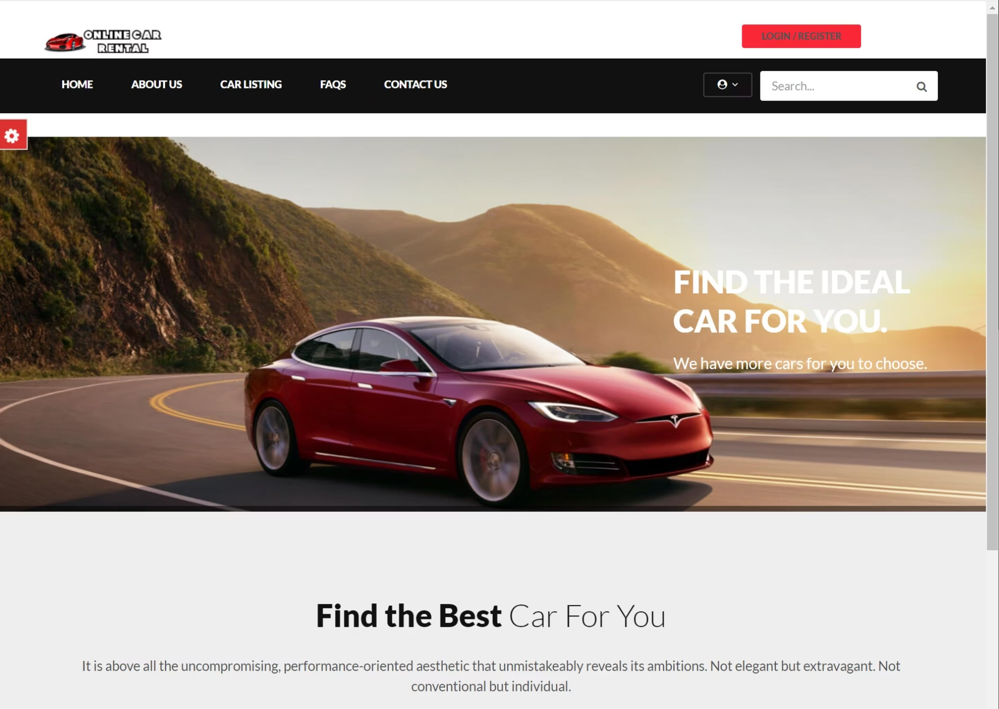 ONLINE CAR
RENTAL
LOGIN / REGISTER
HOME ABOUT US CAR LISTING FAQS CONTACT US
Search...
FIND THE IDEAL
CAR FOR YOU.
We have more cars for you to choose.
Find the Best Car For You
It is above all the uncompromising, performance-oriented aesthetic that unmistakeably reveals its ambitions. Not elegant but extravagant. Not
conventional but individual.